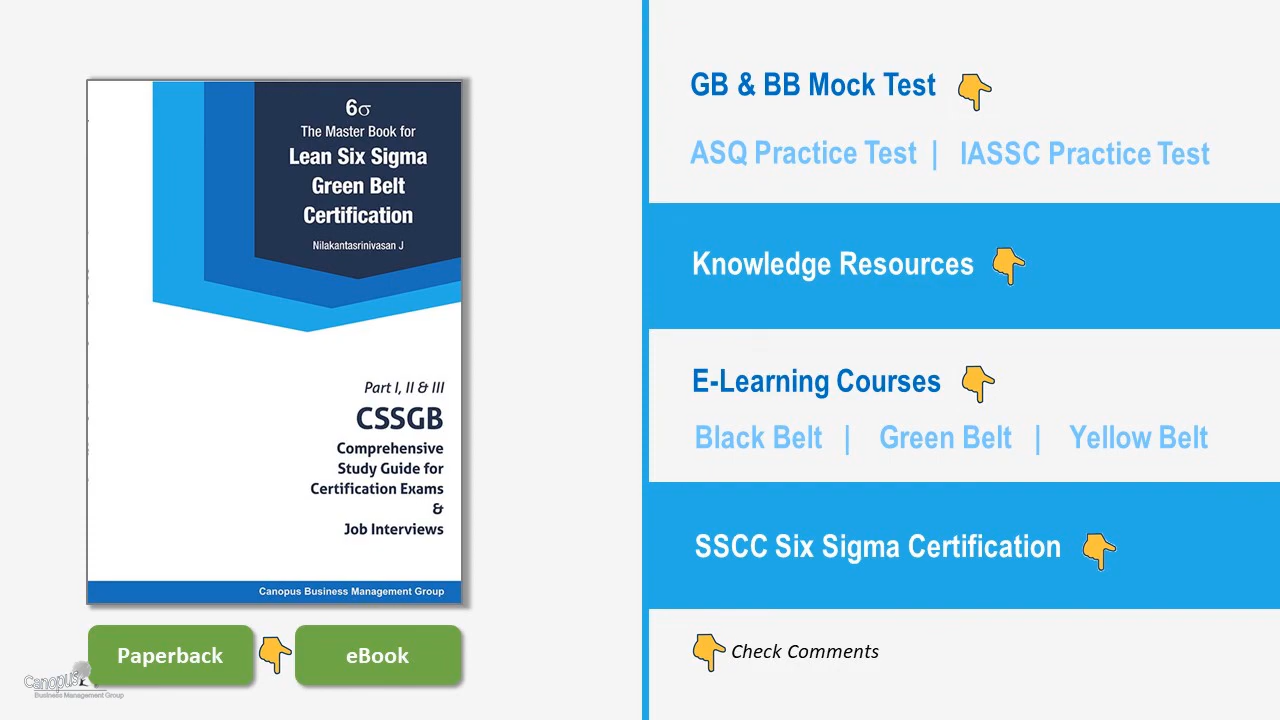 6σ
The Master Book for
Lean Six Sigma
Green Belt
Certification
Nilakantasrinivasan J
Part I, II & III
CSSGB
Comprehensive
Study Guide for
Certification Exams
&
Job Interviews
Canopus Business Management Group
Paperback
eBook
Canopus
Business Management Group
GB & BB Mock Test
ASQ Practice Test | IASSC Practice Test
Knowledge Resources
E-Learning Courses
Black Belt | Green Belt | Yellow Belt
SSCC Six Sigma Certification
Check Comments